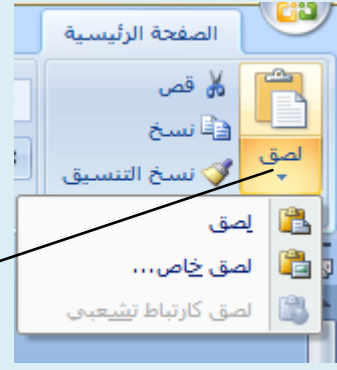 الصفحة الرئيسية
قص
نسخ
نسخ التنسيق
لصق
لصق
لصق خاص...
لصق كارتباط تشعبي